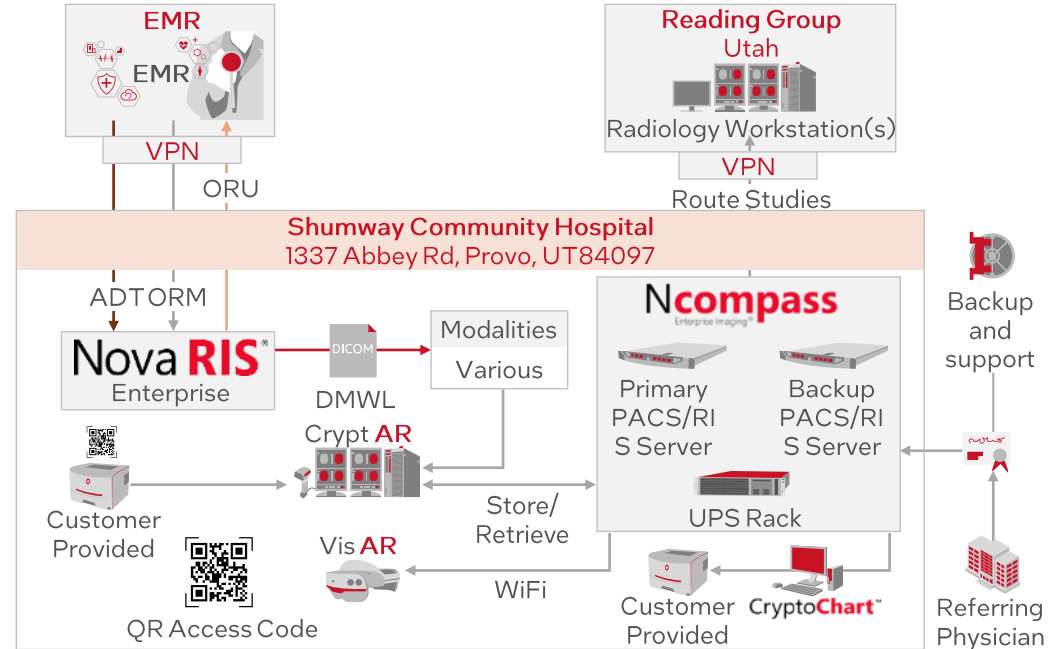 EMR
EMR
VPN
ORU
Reading Group
Utah
Radiology Workstation(s)
VPN
Route Studies
Shumway Community Hospital
1337 Abbey Rd, Provo, UT84097
ADT ORM
Nova RIS®
Enterprise
DICOM
DMWL
Modalities
Various
Ncompass
Enterprise Imaging®
Primary
PACS/RI
S Server
Backup
PACS/RI
S Server
UPS Rack
Backup
and
support
Crypt AR
Customer
Provided
Store/
Retrieve
Vis AR
WiFi
QR Access Code
Customer
Provided
CryptoChart™
Referring
Physician